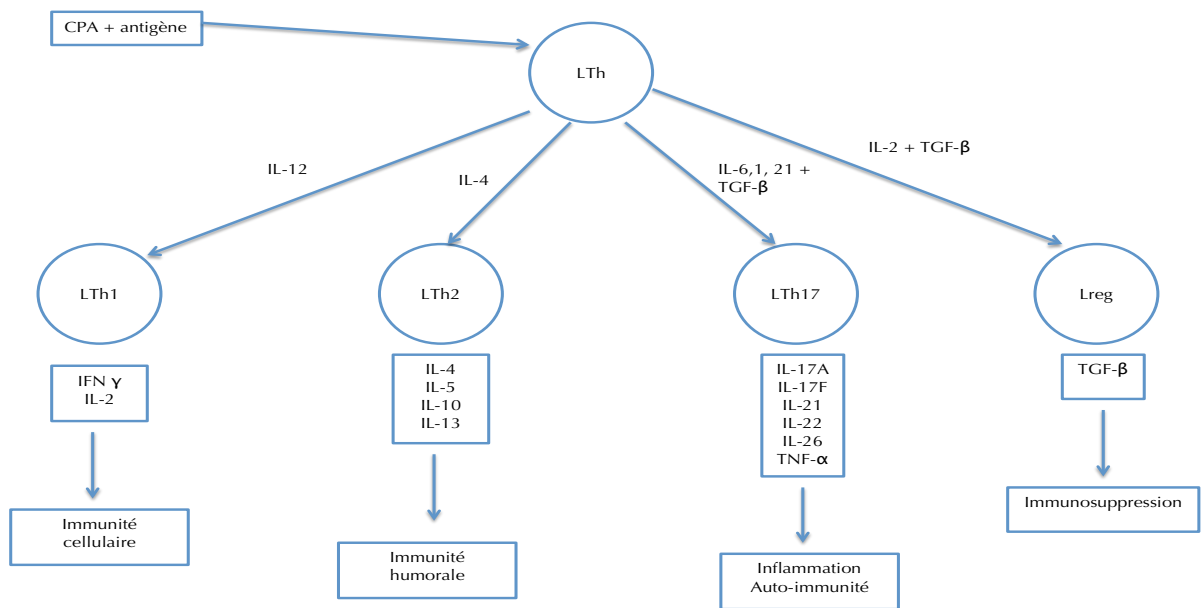 CPA + antigène
LTh
IL-12
IL-4
IL-6,1, 21 +
TGF-β
IL-2 + TGF-β
LTh1
LTh2
LTh17
Lreg
IFN γ
IL-2
IL-4
IL-5
IL-10
IL-13
IL-17A
IL-17F
IL-21
IL-22
IL-26
TNF-α
TGF-β
Immunité
cellulaire
Immunité
humorale
Inflammation
Auto-immunité
Immunosuppression